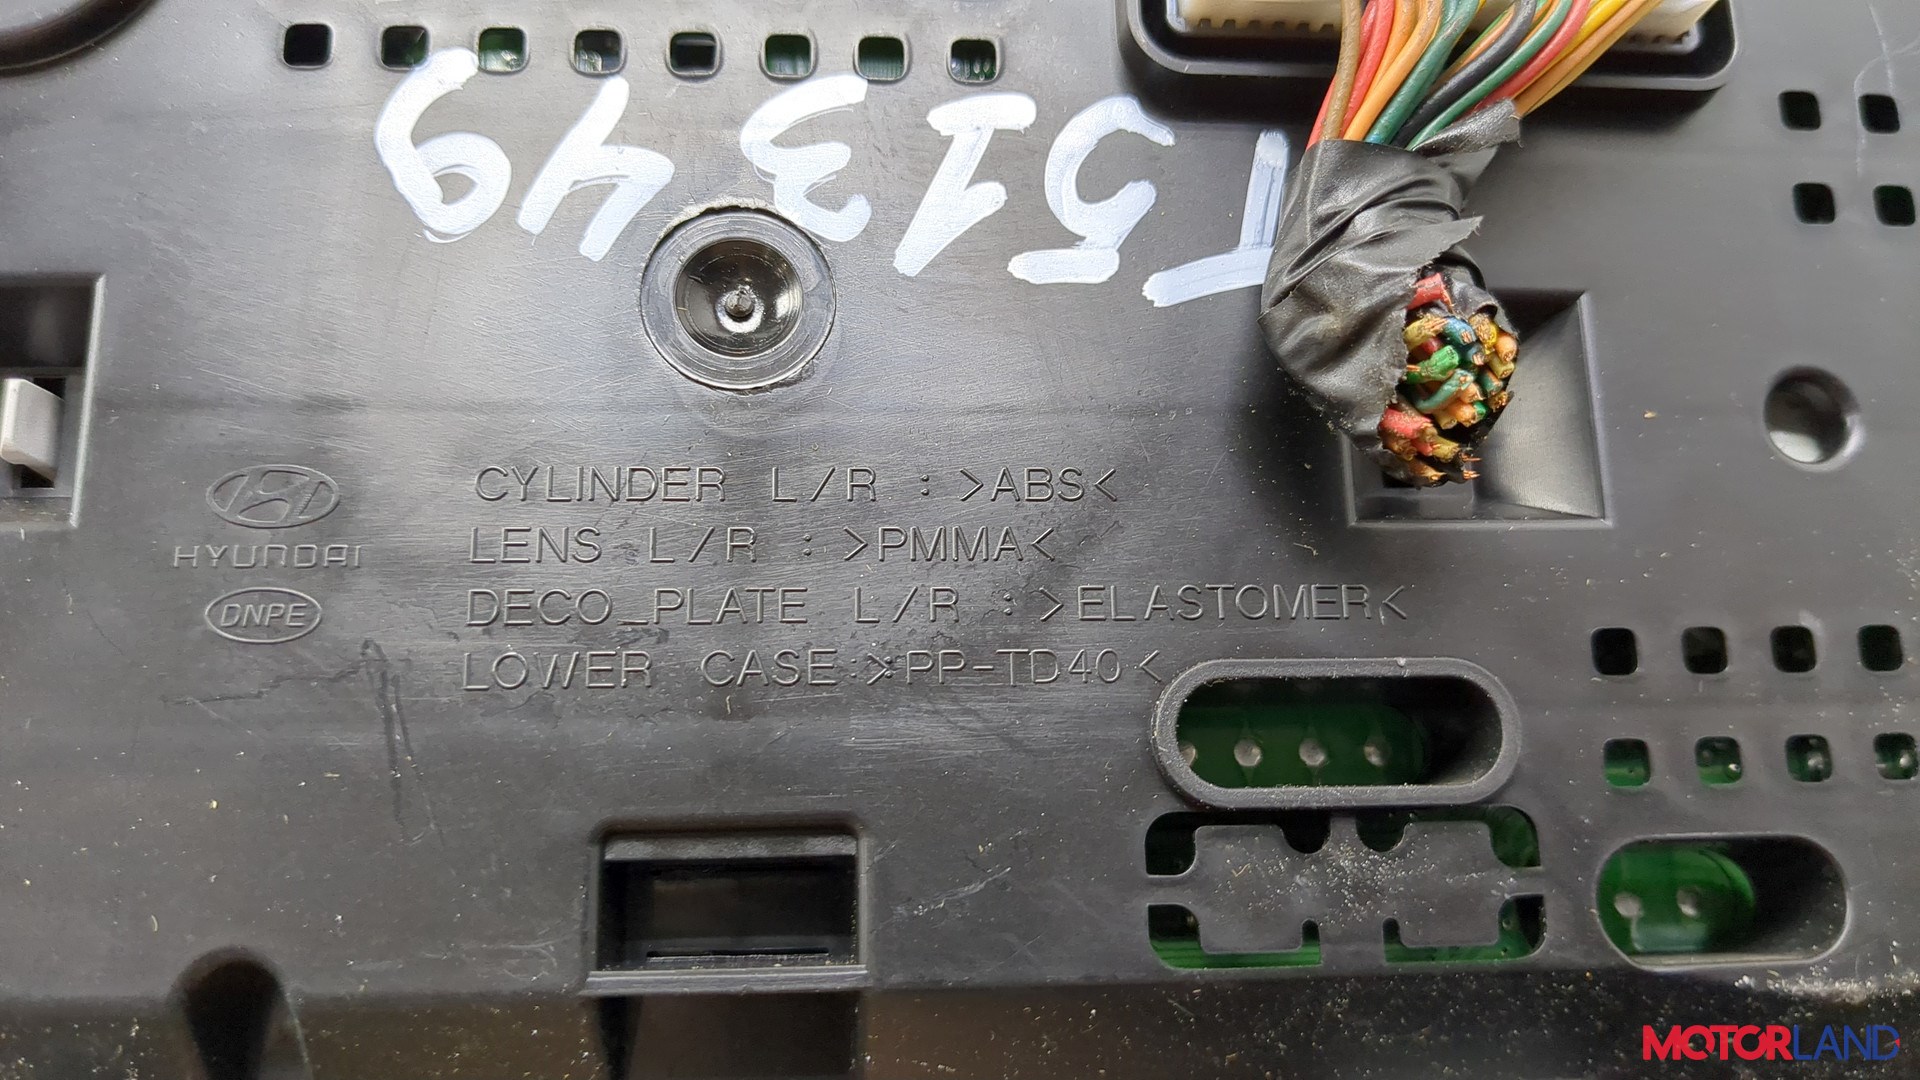 T51349
HYUNDAI
DNPE
CYLINDER L/R : >ABS<
LENS L/R : >PMMA<
DECO_PLATE L/R : >ELASTOMER<
LOWER CASE : >PP-TD40<
MOTORLAND